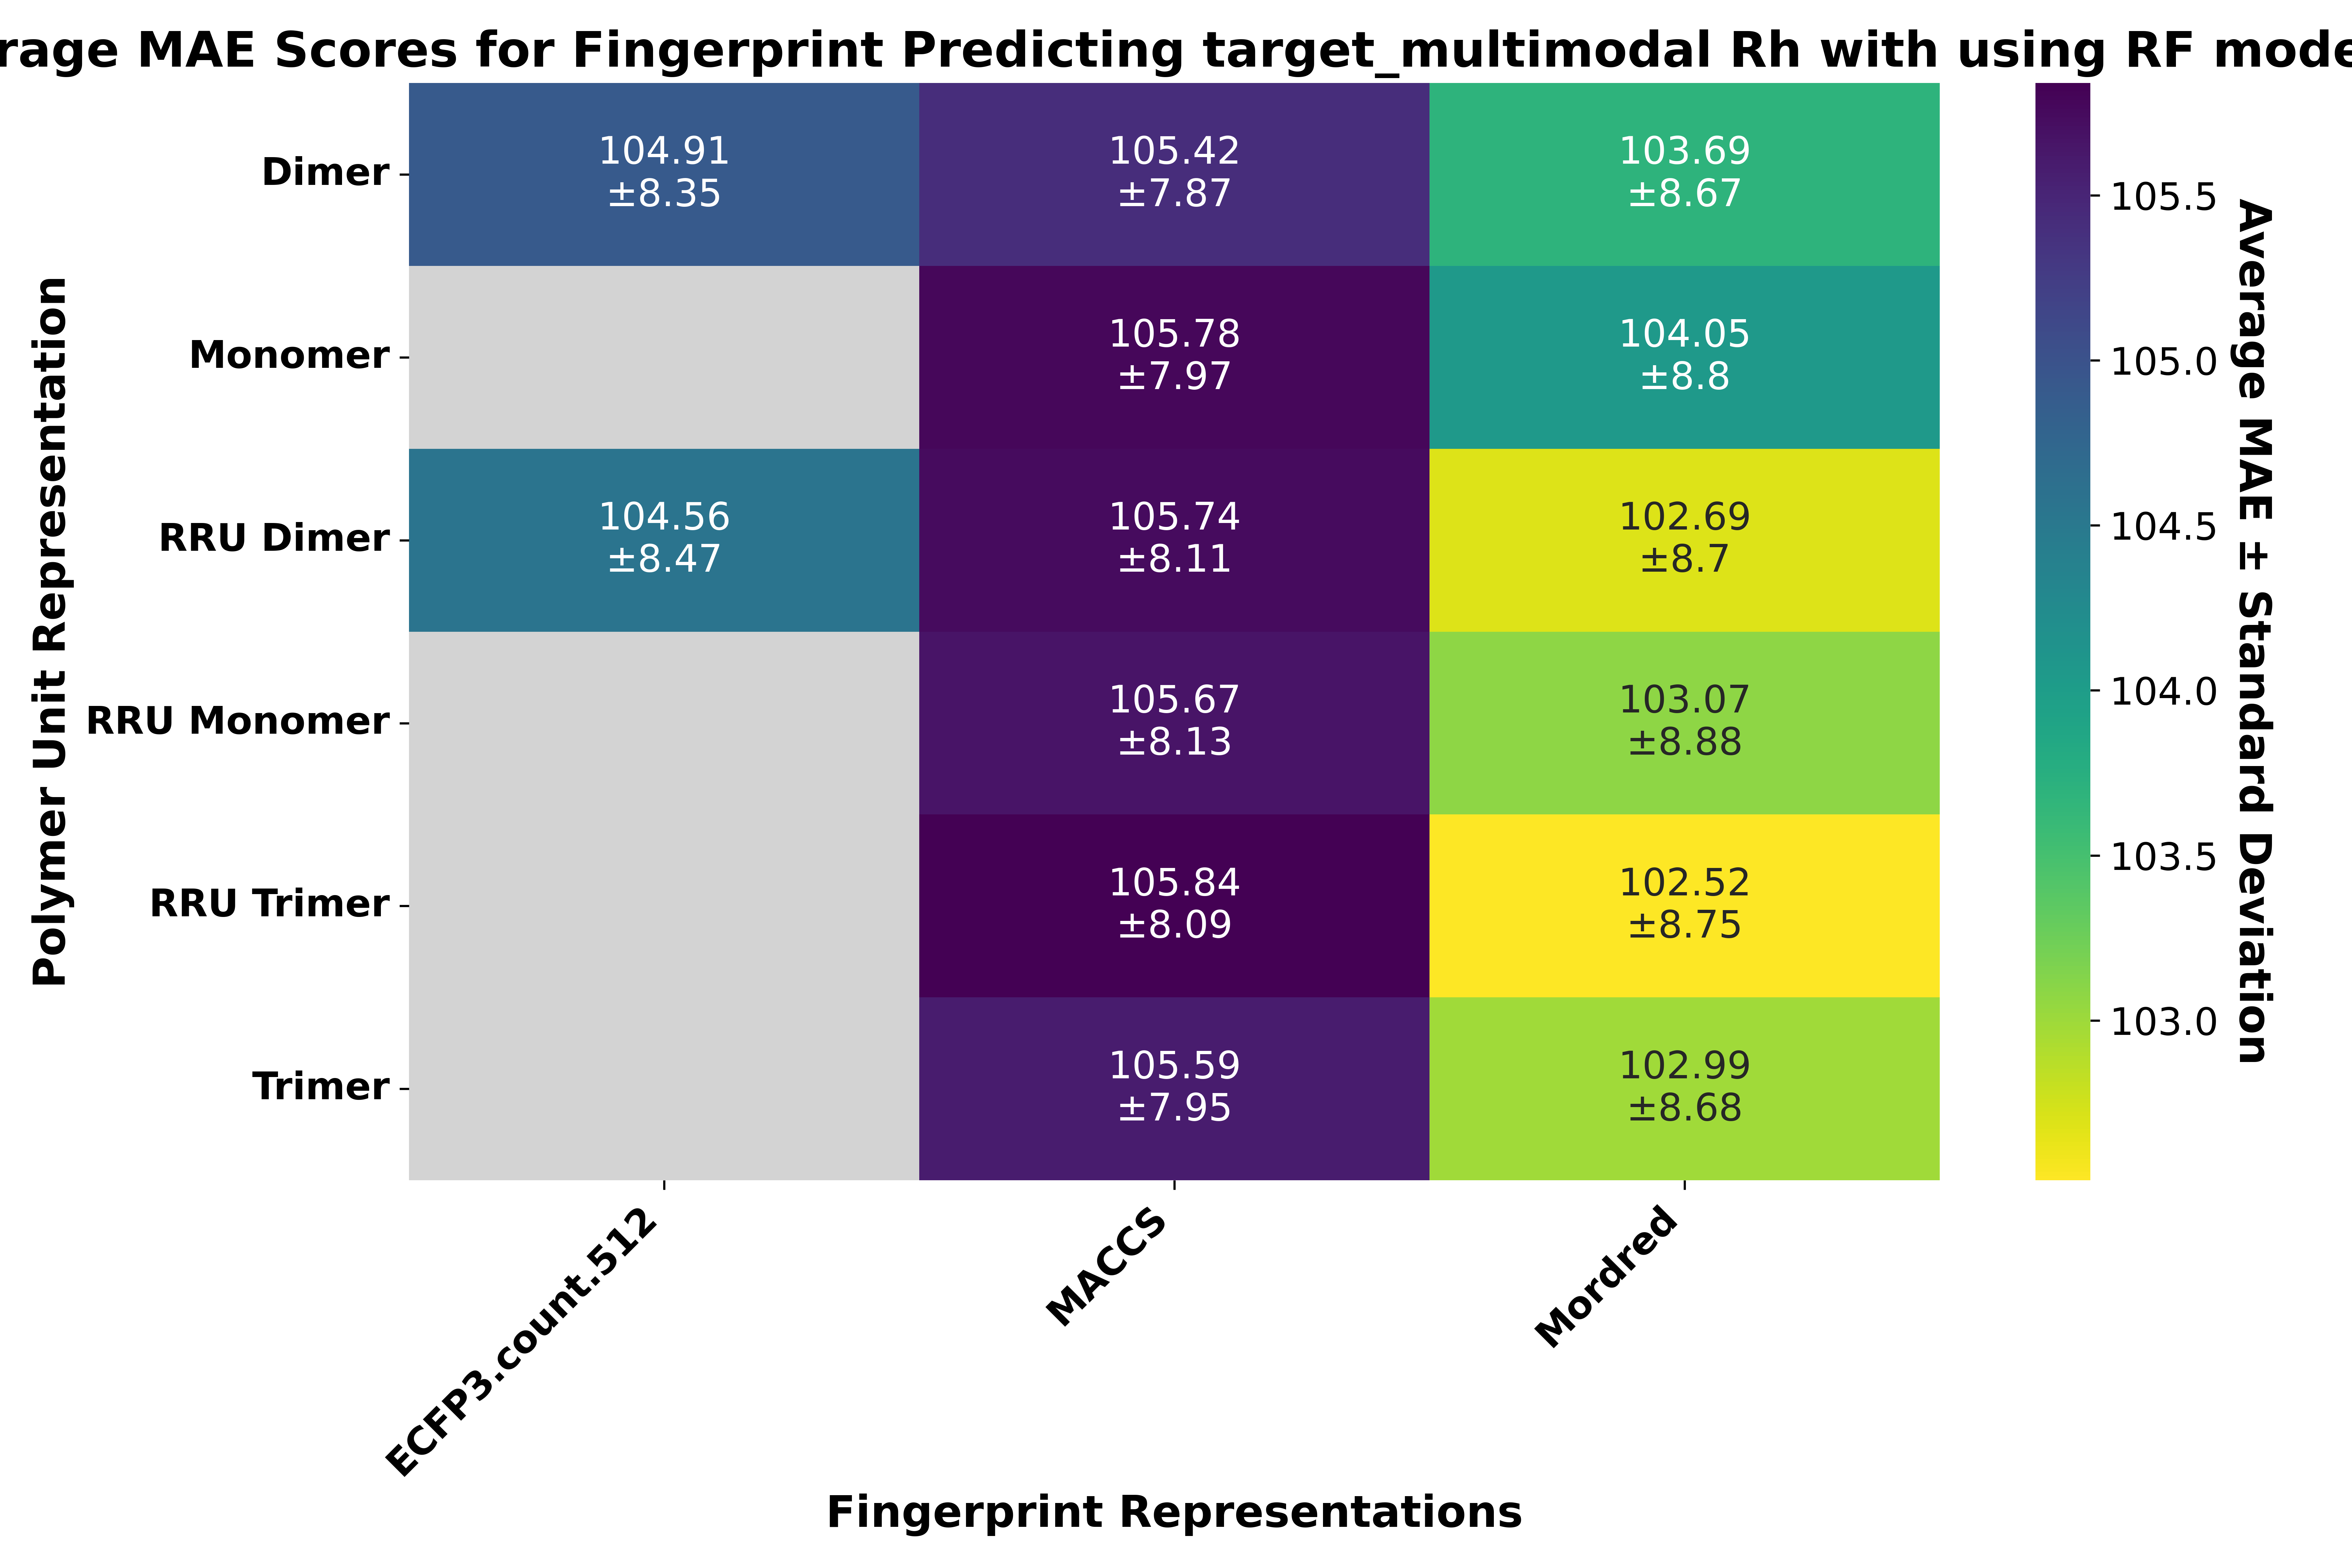 rage MAE Scores for Fingerprint Predicting target_multimodal Rh with using RF mode
Polymer Unit Representation
Dimer
Monomer
RRU Dimer
RRU Monomer
RRU Trimer
Trimer
104.91
±8.35
105.42
±7.87
103.69
±8.67
105.78
±7.97
104.05
±8.8
104.56
±8.47
105.74
±8.11
102.69
±8.7
105.67
±8.13
103.07
±8.88
105.84
±8.09
102.52
±8.75
105.59
±7.95
102.99
±8.68
ECFP3.count.512
MACCS
Mordred
Fingerprint Representations
105.5
105.0
104.5
104.0
103.5
103.0
Average MAE ± Standard Deviation